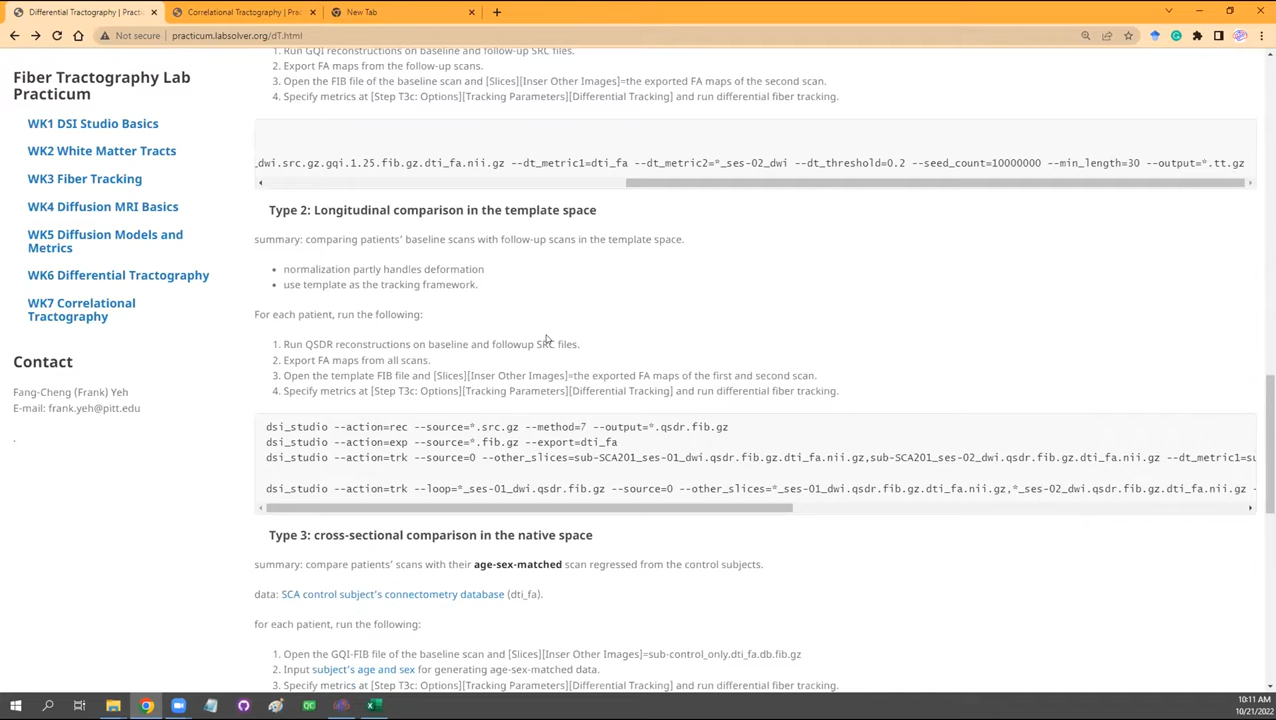 Differential Tractography | Pract
Correlational Tractography | Prac
New Tab
Not secure
practicum.labsolver.org/dT.html
Fiber Tractography Lab
Practicum
WK1 DSI Studio Basics
WK2 White Matter Tracts
WK3 Fiber Tracking
WK4 Diffusion MRI Basics
WK5 Diffusion Models and
Metrics
WK6 Differential Tractography
WK7 Correlational
Tractography
Contact
Fang-Cheng (Frank) Yeh
E-mail: frank.yeh@pitt.edu
.
1. Run GQI reconstructions on baseline and follow-up SRC files.
2. Export FA maps from the follow-up scans.
3. Open the FIB file of the baseline scan and [Slices][Inser Other Images]=the exported FA maps of the second scan.
4. Specify metrics at [Step T3c: Options][Tracking Parameters][Differential Tracking] and run differential fiber tracking.
_dwi.src.gz.gqi.1.25.fib.gz.dti_fa.nii.gz --dt_metric1=dti_fa --dt_metric2=*_ses-02_dwi --dt_threshold=0.2 --seed_count=10000000 --min_length=30 --output=*.tt.gz
Type 2: Longitudinal comparison in the template space
summary: comparing patients' baseline scans with follow-up scans in the template space.
• normalization partly handles deformation
• use template as the tracking framework.
For each patient, run the following:
1. Run QSDR reconstructions on baseline and followup SRC files.
2. Export FA maps from all scans.
3. Open the template FIB file and [Slices][Inser Other Images]=the exported FA maps of the first and second scan.
4. Specify metrics at [Step T3c: Options][Tracking Parameters][Differential Tracking] and run differential fiber tracking.
dsi_studio --action=rec --source=*.src.gz --method=7 --output=*.qsdr.fib.gz
dsi_studio --action=exp --source=*.fib.gz --export=dti_fa
dsi_studio --action=trk --source=0 --other_slices=sub-SCA201_ses-01_dwi.qsdr.fib.gz.dti_fa.nii.gz,sub-SCA201_ses-02_dwi.qsdr.fib.gz.dti_fa.nii.gz --dt_metric1=su
dsi_studio --action=trk --loop=*_ses-01_dwi.qsdr.fib.gz --source=0 --other_slices=*_ses-01_dwi.qsdr.fib.gz.dti_fa.nii.gz,*_ses-02_dwi.qsdr.fib.gz.dti_fa.nii.gz -
Type 3: cross-sectional comparison in the native space
summary: compare patients' scans with their age-sex-matched scan regressed from the control subjects.
data: SCA control subject's connectometry database (dti_fa).
for each patient, run the following:
1. Open the GQI-FIB file of the baseline scan and [Slices][Inser Other Images]=sub-control_only.dti_fa.db.fib.gz
2. Input subject's age and sex for generating age-sex-matched data.
3. Specify metrics at [Step T3c: Options][Tracking Parameters][Differential Tracking] and run differential fiber tracking.
QC
10:11 AM
10/21/2022